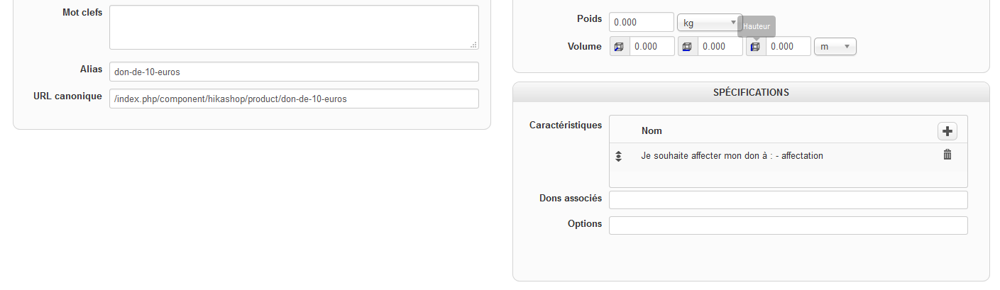 Mot clefs
Alias
don-de-10-euros
URL canonique
/index.php/component/hikashop/product/don-de-10-euros
Poids
0.000
kg
Hauteur
Volume
0.000
0.000
0.000
m
SPÉCIFICATIONS
Caractéristiques
Nom
Je souhaite affecter mon don à : - affectation
Dons associés
Options